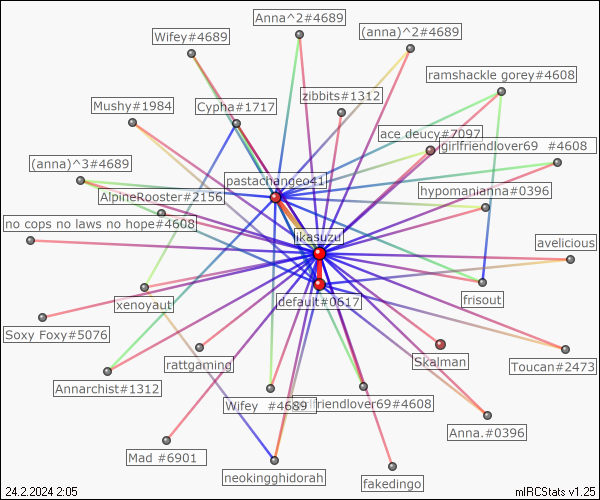 Anna^2#4689
(anna)^2#4689
Wifey#4689
ramshackle gorey#4608
zibbits#1312
Mushy#1984
Cypha#1717
ace deucy#7097
girlfriendlover69 #4608
(anna)^3#4689
pastachangeo41
hypomanianna#0396
AlpineRooster#2156
no cops no laws no hope#4608
ikasuzu
avelicious
xenoyaut
default#0617
frisout
Soxy Foxy#5076
rattgaming
Skalman
Toucan#2473
Annarchist#1312
Wifey #4689
girlfriendlover69#4608
Anna.#0396
Mad #6901
neokingghidorah
fakedingo
24.2.2024 2:05
mIRCStats v1.25